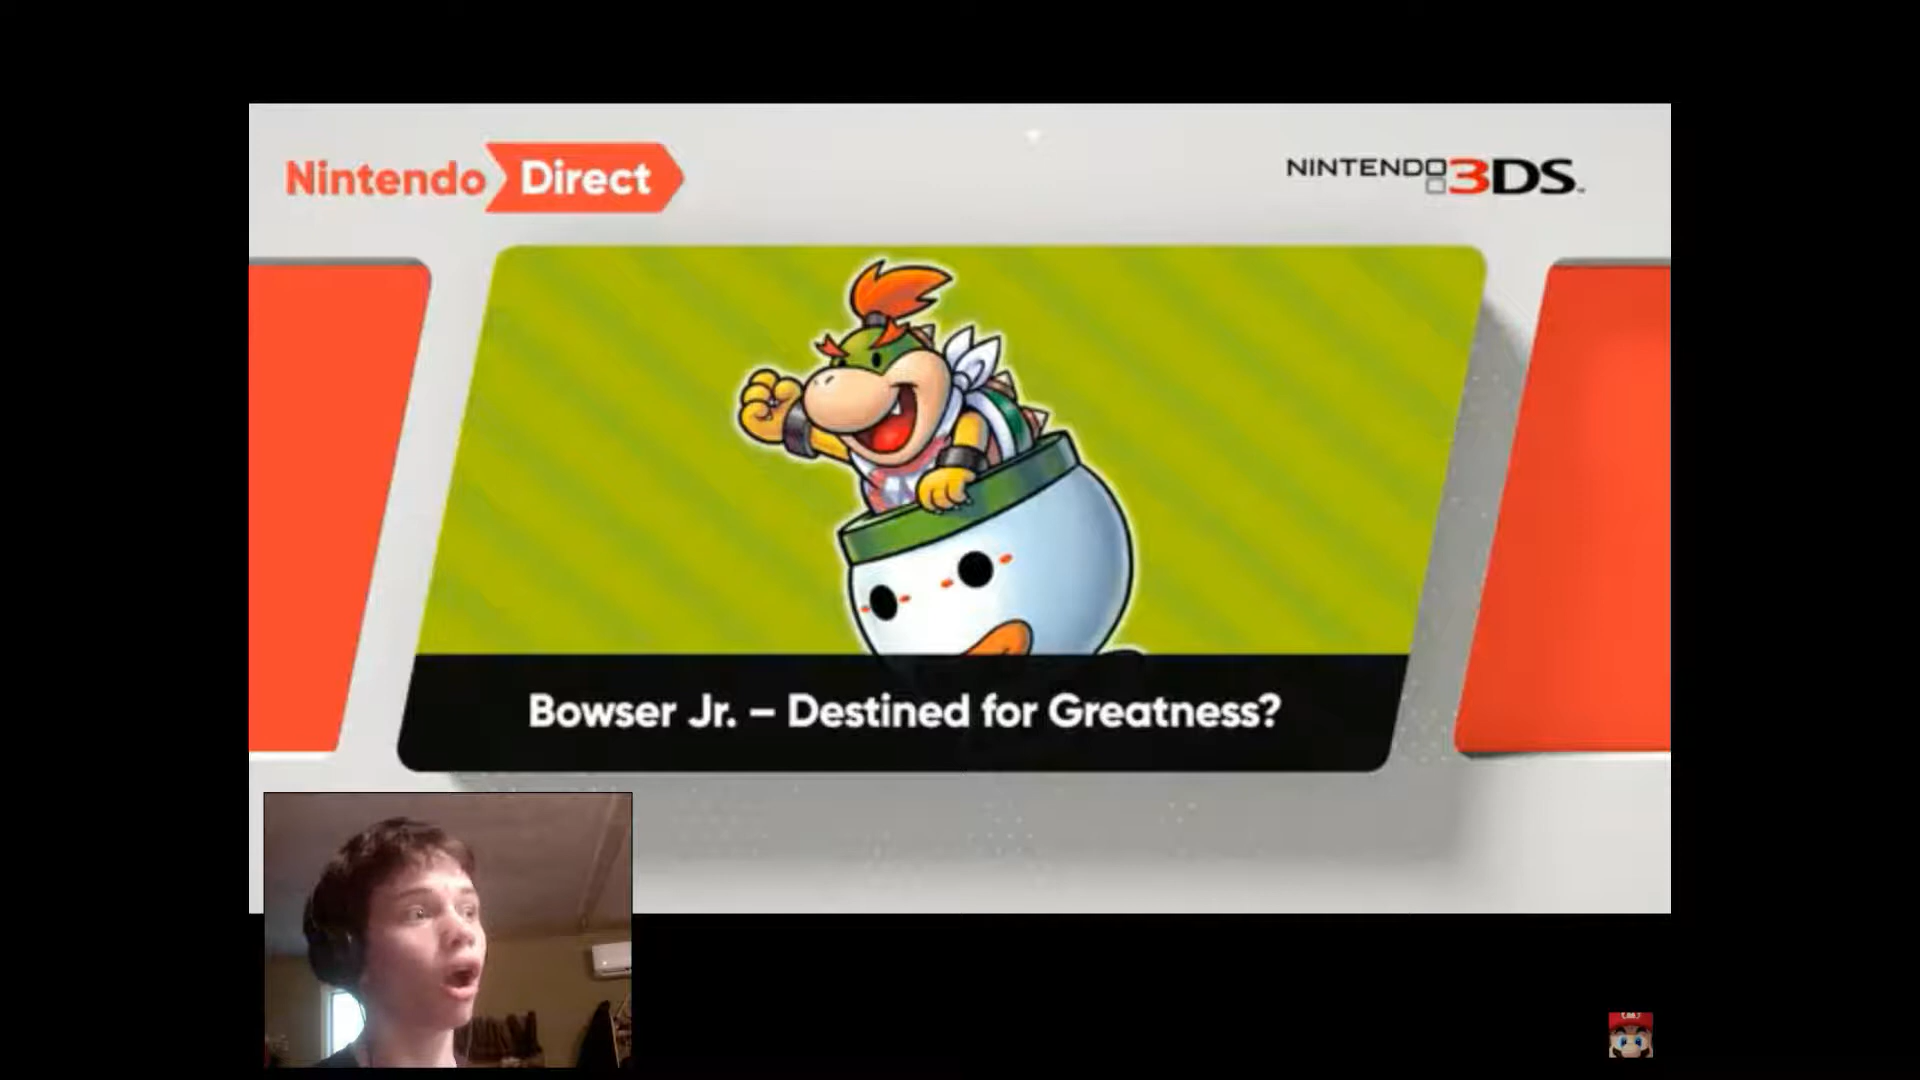 Nintendo Direct
NINTENDO 3DS
Bowser Jr. – Destined for Greatness?